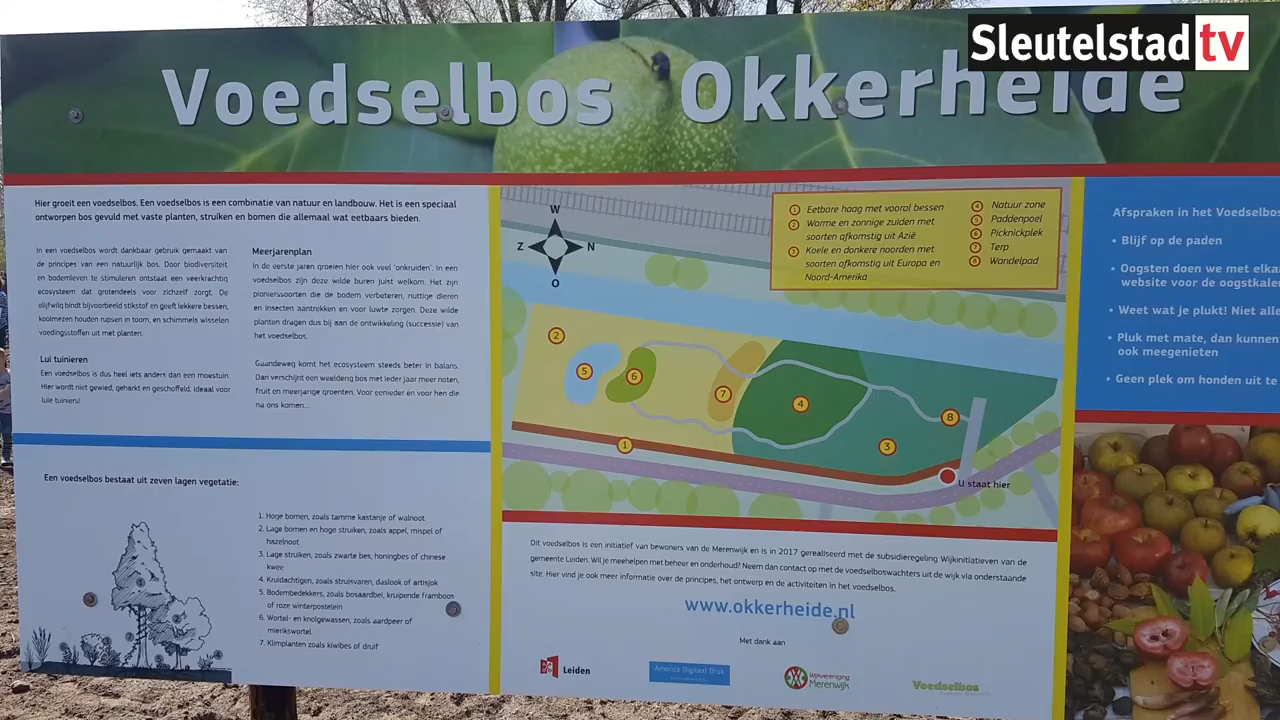 Sleutelstad tv
Voedselbos Okkerheide
Hier groeit een voedselbos. Een voedselbos is een combinatie van natuur en landbouw. Het is een speciaal
ontworpen bos gevuld met vaste planten, struiken en bomen die allemaal wat eetbaars bieden.
In een voedselbos wordt dankbaar gebruik gemaakt van
de principes van een natuurlijk bos. Door biodiversiteit
en bodemleven te stimuleren ontstaat een veerkrachtig
ecosysteem dat grotendeels voor zichzelf zorgt. De
olijfwilg bindt bijvoorbeeld stikstof en geeft lekkere bessen,
koolmezen houden rupsen in toom, en schimmels wisselen
voedingsstoffen uit met planten.
Lui tuinieren
Een voedselbos is dus heel iets anders dan een moestuin.
Hier wordt niet gewied, geharkt en geschoffeld. Ideaal voor
luie tuiniers!
Meerjarenplan
In de eerste jaren groeien hier ook veel 'onkruiden'. In een
voedselbos zijn deze wilde buren juist welkom. Het zijn
pionierssoorten die de bodem verbeteren, nuttige dieren
en insecten aantrekken en voor luwte zorgen. Deze wilde
planten dragen dus bij aan de ontwikkeling (successie) van
het voedselbos.
Gaandeweg komt het ecosysteem steeds beter in balans.
Dan verschijnt een weelderig bos met ieder jaar meer noten,
fruit en meerjarige groenten. Voor eenieder en voor hen die
na ons komen...
Een voedselbos bestaat uit zeven lagen vegetatie:
1. Hoge bomen, zoals tamme kastanje of walnoot
2. Lage bomen en hoge struiken, zoals appel, mispel of
hazelnoot
3. Lage struiken, zoals zwarte bes, honingbes of chinese
kwee
4. Kruidachtigen, zoals struisvaren, daslook of artisjok
5. Bodembedekkers, zoals bosaardbei, kruipende framboos
of roze winterpostelein
6. Wortel- en knolgewassen, zoals aardpeer of
mierikswortel
7. Klimplanten zoals kiwibes of druif
W
Z N
O
1 Eetbare haag met vooral bessen
2 Warme en zonnige zuiden met
soorten afkomstig uit Azië
3 Koele en donkere noorden met
soorten afkomstig uit Europa en
Noord-Amerika
4 Natuur zone
5 Paddenpoel
6 Picknickplek
7 Terp
8 Wandelpad
2
5
6
7
4
8
1
3
U staat hier
Dit voedselbos is een initiatief van bewoners van de Merenwijk en is in 2017 gerealiseerd met de subsidieregeling Wijkinitiatieven van de
gemeente Leiden. Wil je meehelpen met beheer en onderhoud? Neem dan contact op met de voedselboswachters uit de wijk via onderstaande
site. Hier vind je ook meer informatie over de principes, het ontwerp en de activiteiten in het voedselbos.
www.okkerheide.nl
Met dank aan
Leiden
America Digitaal Druk
Wijkvereniging
Merenwijk
Voedselbos
Afspraken in het Voedselbos
• Blijf op de paden
• Oogsten doen we met elka
website voor de oogstkale
• Weet wat je plukt! Niet alle
• Pluk met mate, dan kunnen
ook meegenieten
• Geen plek om honden uit te